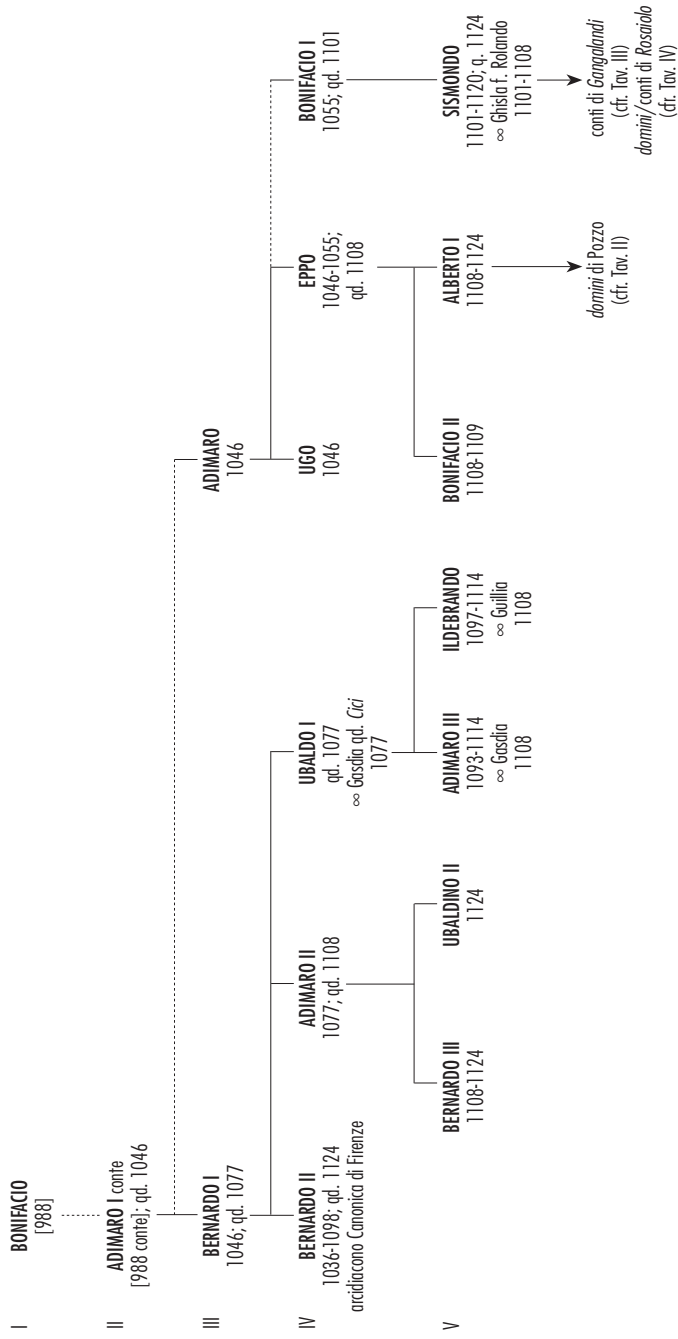 I
BONIFACIO
[988]
II
ADIMARO I conte
[988 conte]; qd. 1046
III
BERNARDO I
1046; qd. 1077
ADIMARO
1046
IV
BERNARDO II
1036-1098; qd. 1124
arcidiacono Canonica di Firenze
ADIMARO II
1077; qd. 1108
UBALDO I
qd. 1077
∞ Gasdia qd. Cici
1077
UGO
1046
EPPO
1046-1055;
qd. 1108
BONIFACIO I
1055; qd. 1101
V
BERNARDO III
1108-1124
UBALDINO II
1124
ADIMARO III
1093-1114
∞ Gasdia
1108
ILDEBRANDO
1097-1114
∞ Guillia
1108
BONIFACIO II
1108-1109
ALBERTO I
1108-1124
SISMONDO
1101-1120; q. 1124
∞ Ghisla f. Rolando
1101-1108
domini di Pozzo
(cfr. Tav. II)
conti di Gangalandi
(cfr. Tav. III)
domini/conti di Rosaiolo
(cfr. Tav. IV)